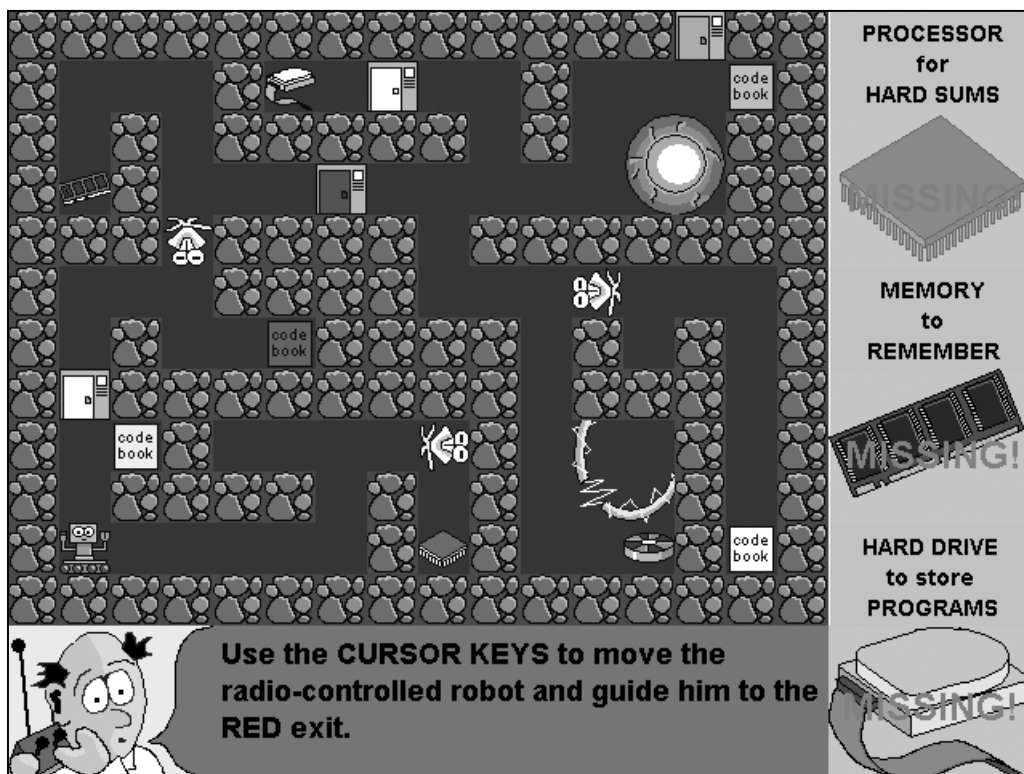 PROCESSOR
for
HARD SUMS
MISSING!
MEMORY
to
REMEMBER
MISSING!
HARD DRIVE
to store
PROGRAMS
MISSING!
code
book
code
book
code
book
code
book
Use the CURSOR KEYS to move the
radio-controlled robot and guide him to the
RED exit.